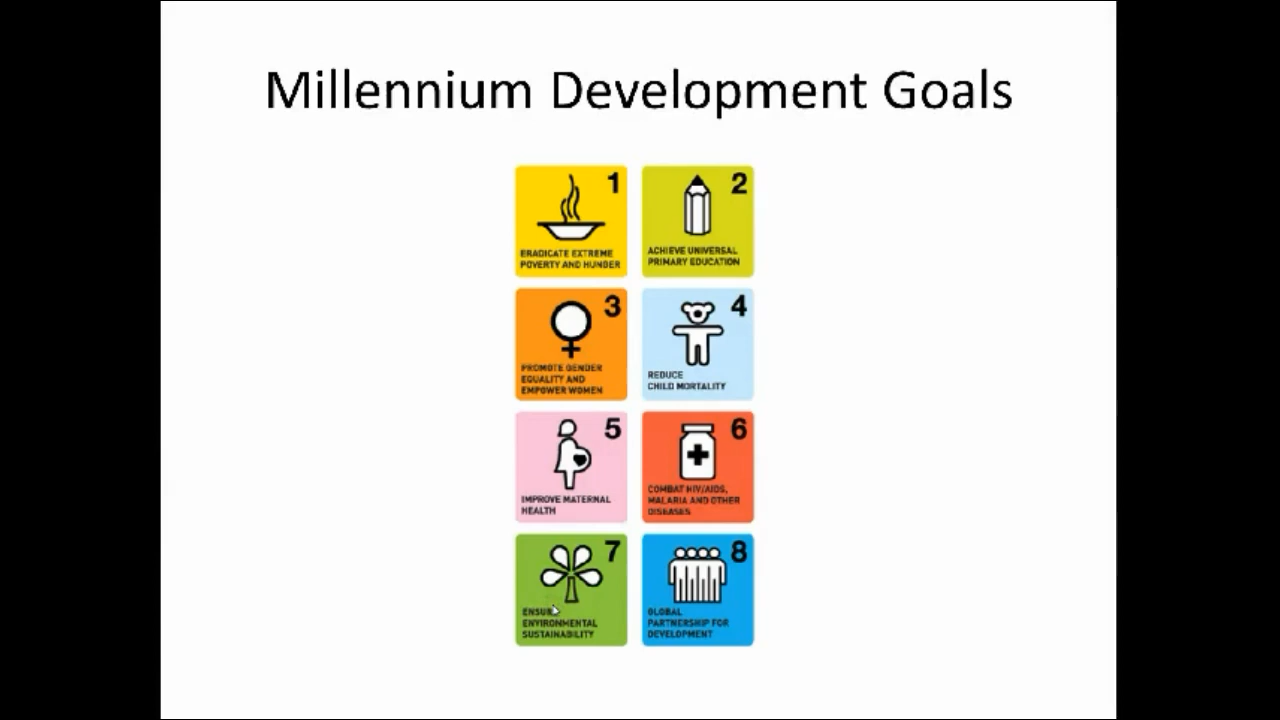 Millennium Development Goals
1
ERADICATE EXTREME
POVERTY AND HUNGER
2
ACHIEVE UNIVERSAL
PRIMARY EDUCATION
3
PROMOTE GENDER
EQUALITY AND
EMPOWER WOMEN
4
REDUCE
CHILD MORTALITY
5
IMPROVE MATERNAL
HEALTH
6
COMBAT HIV/AIDS,
MALARIA AND OTHER
DISEASES
7
ENSURE
ENVIRONMENTAL
SUSTAINABILITY
8
GLOBAL
PARTNERSHIP FOR
DEVELOPMENT